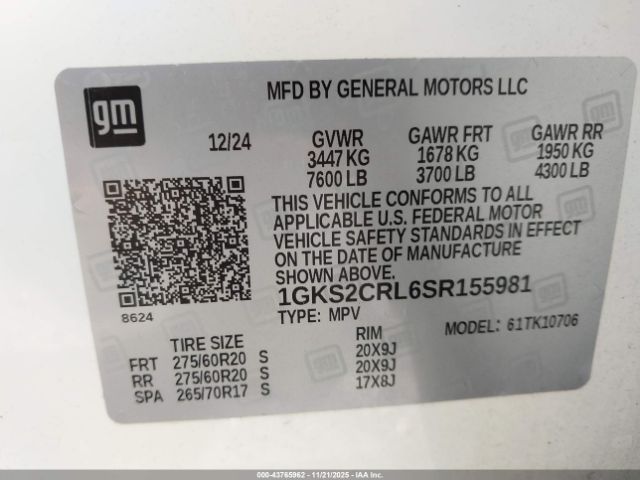 gm
MFD BY GENERAL MOTORS LLC
12/24 GVWR GAWR FRT GAWR RR
3447 KG 1678 KG 1950 KG
7600 LB 3700 LB 4300 LB
THIS VEHICLE CONFORMS TO ALL
APPLICABLE U.S. FEDERAL MOTOR
VEHICLE SAFETY STANDARDS IN EFFECT
ON THE DATE OF MANUFACTURE
SHOWN ABOVE.
1GKS2CRL6SR155981
8624
TYPE: MPV MODEL: 61TK10706
TIRE SIZE RIM
FRT 275/60R20 S 20X9J
RR 275/60R20 S 20X9J
SPA 265/70R17 S 17X8J
000-43765962 - 11/21/2025 - IAAI.COM